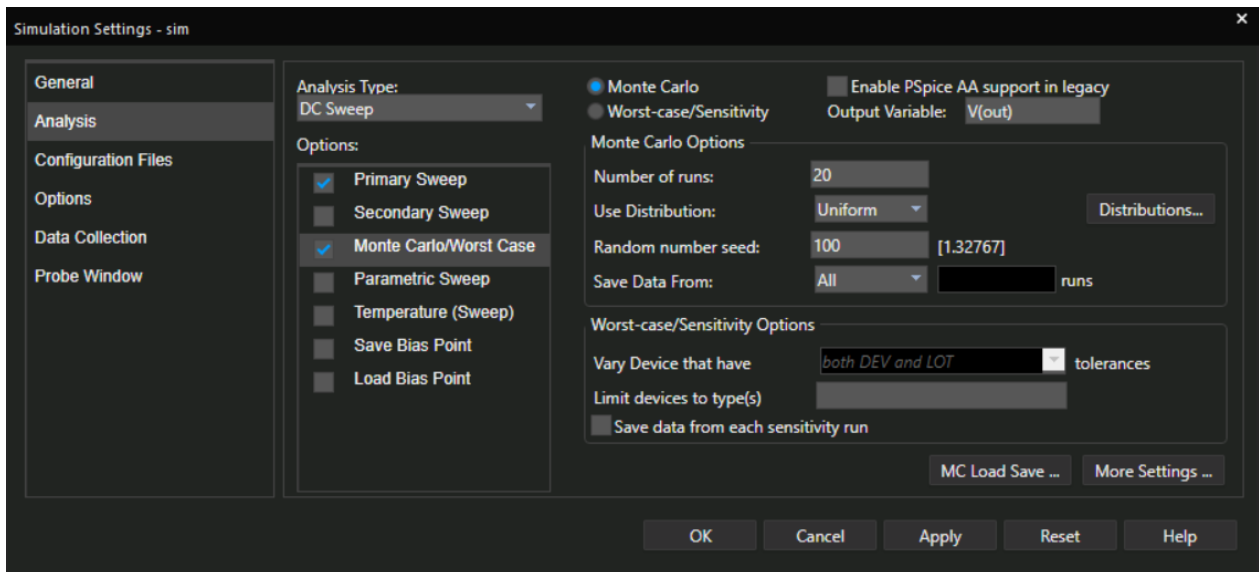 Simulation Settings - sim
×
General
Analysis
Configuration Files
Options
Data Collection
Probe Window
Analysis Type:
DC Sweep
Options:
Primary Sweep
Secondary Sweep
Monte Carlo/Worst Case
Parametric Sweep
Temperature (Sweep)
Save Bias Point
Load Bias Point
Monte Carlo
Enable PSpice AA support in legacy
Worst-case/Sensitivity
Output Variable: V(out)
Monte Carlo Options
Number of runs: 20
Use Distribution: Uniform Distributions...
Random number seed: 100 [1.32767]
Save Data From: All runs
Worst-case/Sensitivity Options
Vary Device that have both DEV and LOT tolerances
Limit devices to type(s)
Save data from each sensitivity run
MC Load Save ... More Settings ...
OK Cancel Apply Reset Help